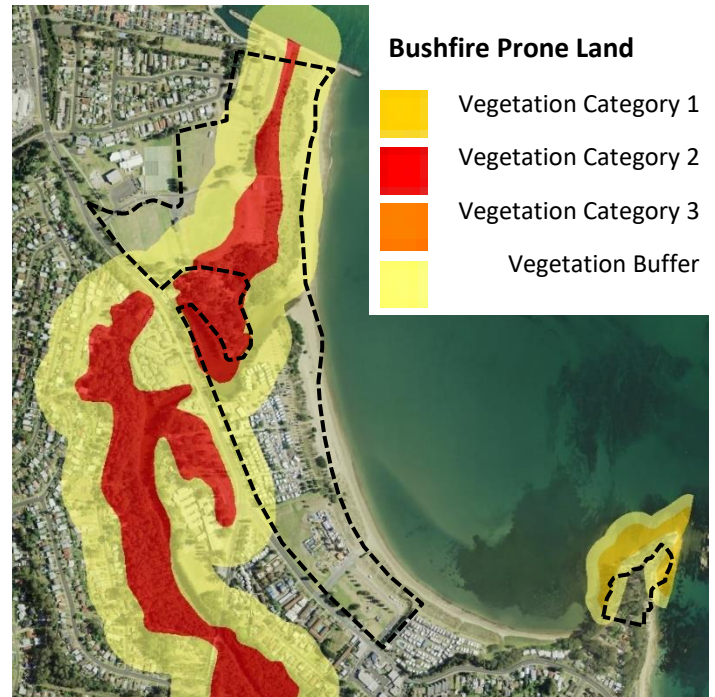 Bushfire Prone Land
Vegetation Category 1
Vegetation Category 2
Vegetation Category 3
Vegetation Buffer